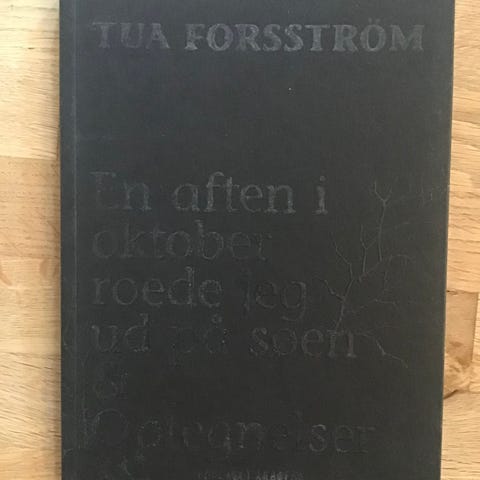 TUA FORSSTRÖM
En aften i
oktober
roede jeg
ud på søen
&
Optegnelser